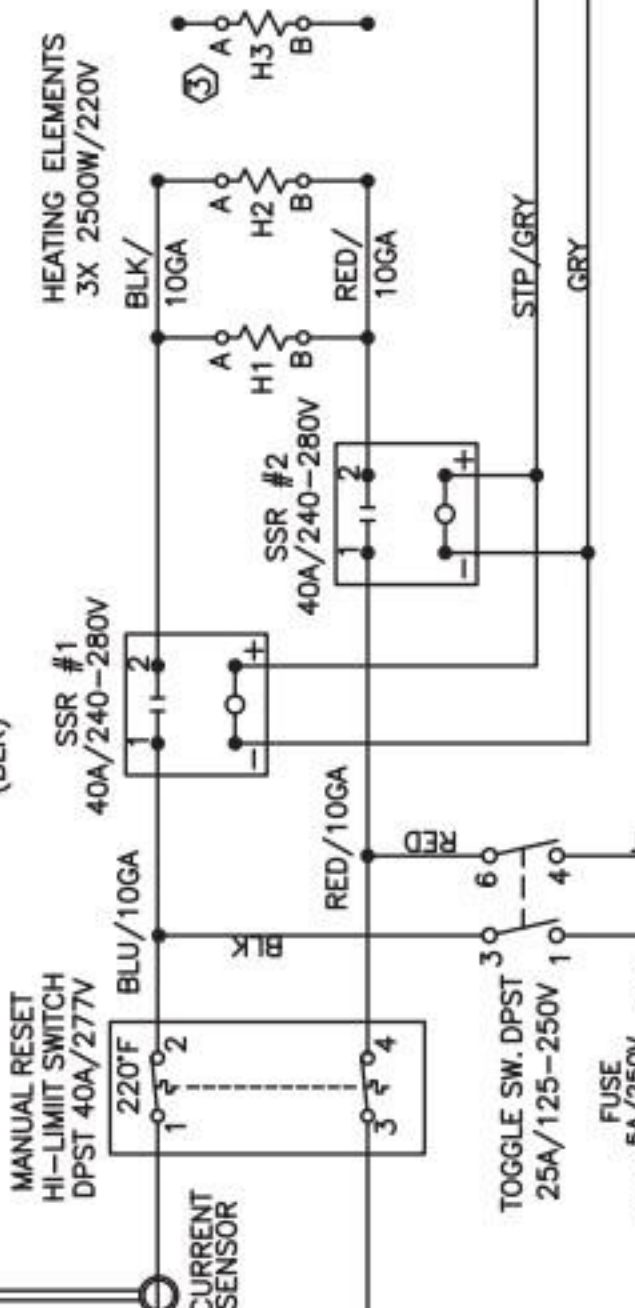 HEATING ELEMENTS
3X 2500W/220V
A
H3
B
3
BLK/
10GA
A
H2
B
RED/
10GA
A
H1
B
STP/GRY
GRY
SSR #2
40A/240-280V
1
2
-
+
SSR #1
40A/240-280V
1
2
-
+
BLU/10GA
RED/10GA
BLK
RED
MANUAL RESET
HI-LIMIIT SWITCH
DPST 40A/277V
220°F
1
2
3
4
3
6
1
4
TOGGLE SW. DPST
25A/125-250V
FUSE
CURRENT
SENSOR